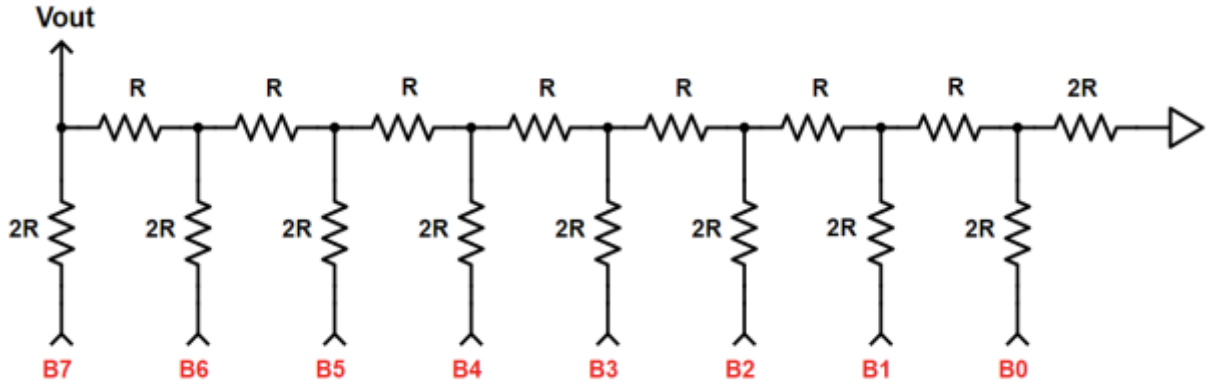 Vout
R R R R R R R 2R
2R 2R 2R 2R 2R 2R 2R 2R
B7 B6 B5 B4 B3 B2 B1 B0